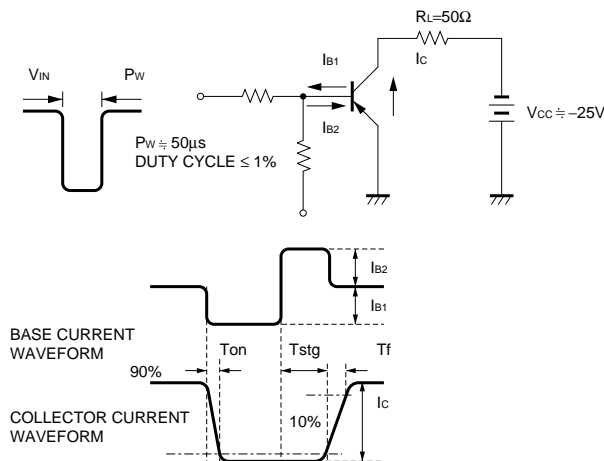 RL=50Ω
VIN
PW
IB1
IC
IB2
VCC ≒ −25V
PW ≒ 50µs
DUTY CYCLE ≤ 1%
IB2
IB1
BASE CURRENT
WAVEFORM
Ton
Tstg
Tf
90%
COLLECTOR CURRENT
WAVEFORM
10%
IC